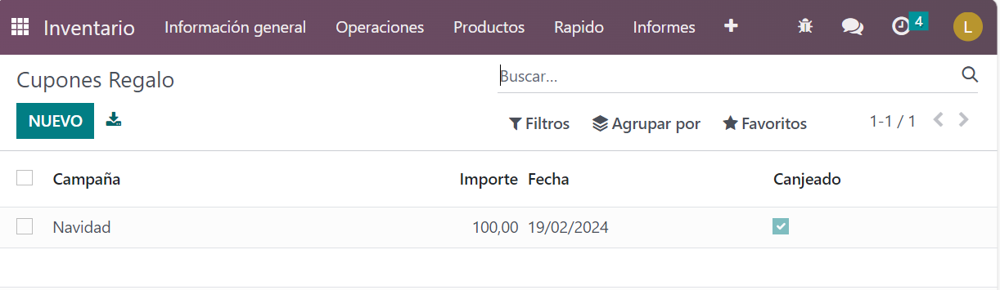 Inventario Información general Operaciones Productos Rapido Informes 4 L
Cupones Regalo Buscar...
NUEVO Filtros Agrupar por Favoritos 1-1 / 1
Campaña Importe Fecha Canjeado
Navidad 100,00 19/02/2024